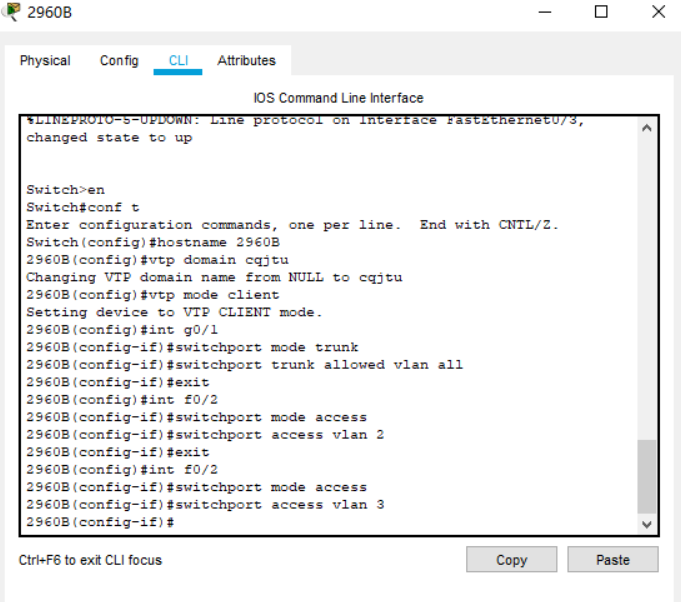 2960B
Physical Config CLI Attributes
IOS Command Line Interface
%LINEPROTO-5-UPDOWN: Line protocol on Interface FastEthernet0/3,
changed state to up
Switch>en
Switch#conf t
Enter configuration commands, one per line.  End with CNTL/Z.
Switch(config)#hostname 2960B
2960B(config)#vtp domain cqjtu
Changing VTP domain name from NULL to cqjtu
2960B(config)#vtp mode client
Setting device to VTP CLIENT mode.
2960B(config)#int g0/1
2960B(config-if)#switchport mode trunk
2960B(config-if)#switchport trunk allowed vlan all
2960B(config-if)#exit
2960B(config)#int f0/2
2960B(config-if)#switchport mode access
2960B(config-if)#switchport access vlan 2
2960B(config-if)#exit
2960B(config)#int f0/2
2960B(config-if)#switchport mode access
2960B(config-if)#switchport access vlan 3
2960B(config-if)#
Ctrl+F6 to exit CLI focus Copy Paste